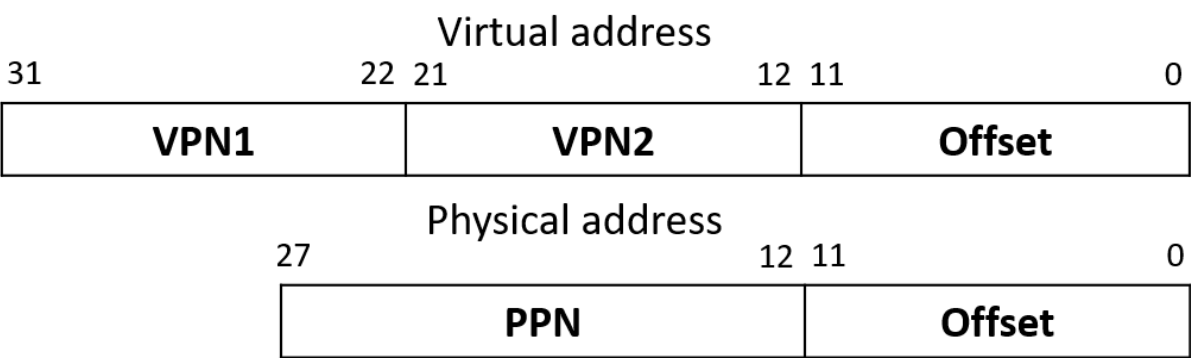 Virtual address
31 22 21 12 11 0
VPN1 VPN2 Offset
Physical address
27 12 11 0
PPN Offset